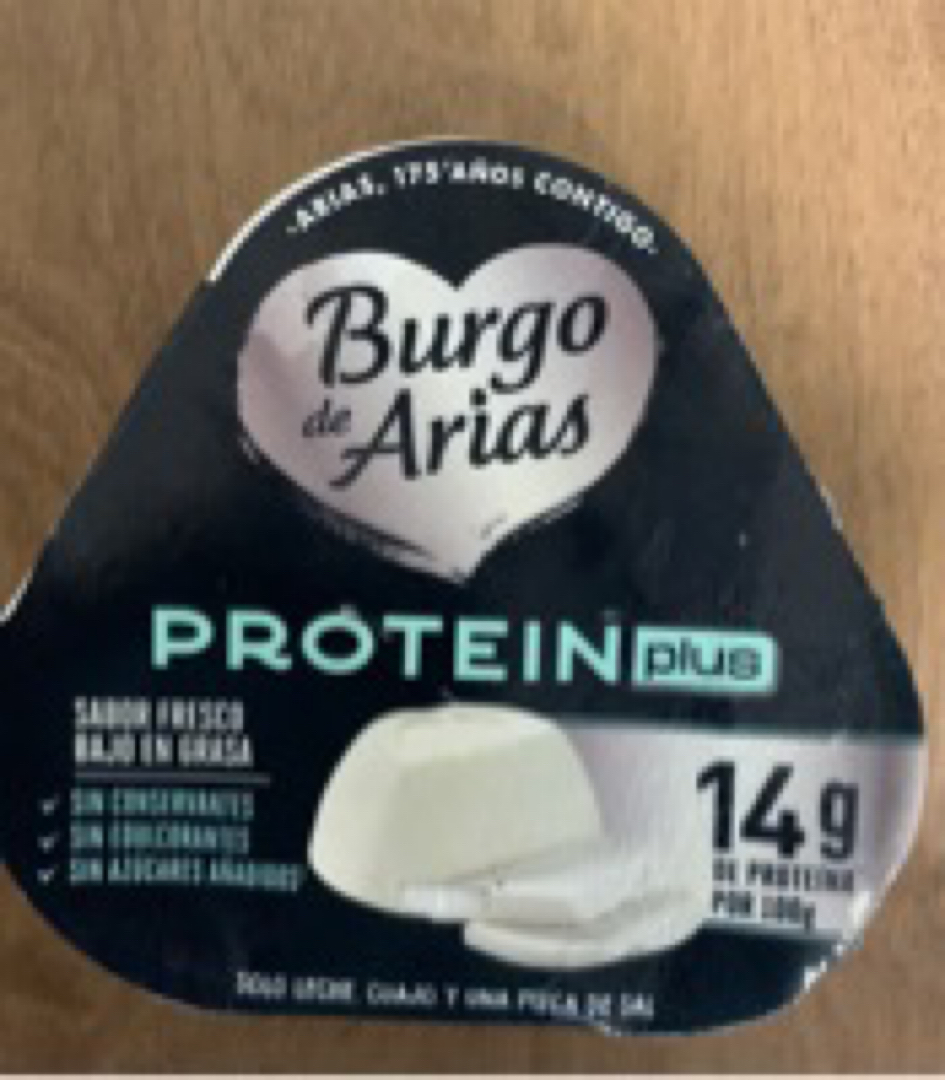 ·ARIAS, 175 AÑOS CONTIGO·
Burgo
de Arias
PROTEIN plus
SABOR FRESCO
BAJO EN GRASA
SIN CONSERVANTES
SIN EDULCORANTES
SIN AZÚCARES AÑADIDOS
14g
DE PROTEÍNA
POR 100g
SOLO LECHE, CUAJO Y UNA PIZCA DE SAL